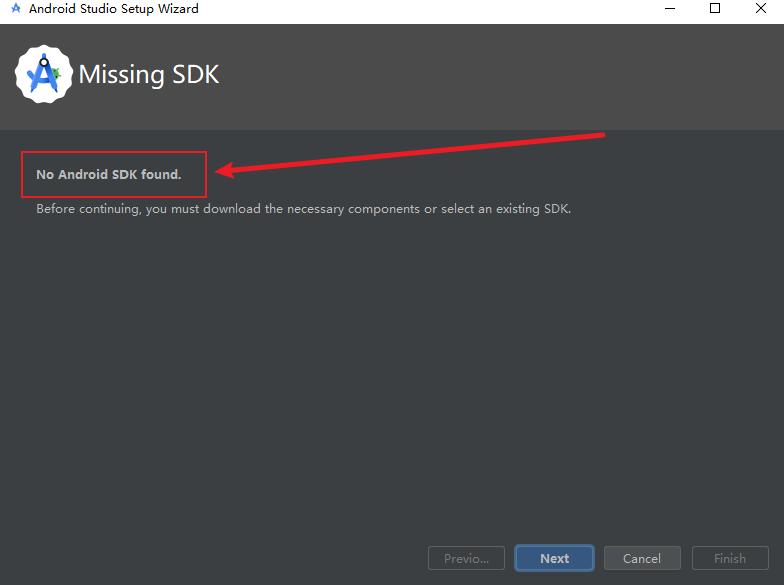 Android Studio Setup Wizard
Missing SDK
No Android SDK found.
Before continuing, you must download the necessary components or select an existing SDK.
Previo...
Next
Cancel
Finish